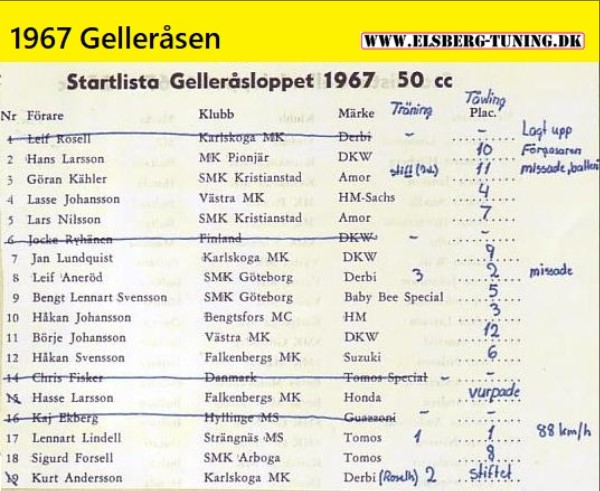 1967 Gelleråsen
WWW.ELSBERG-TUNING.DK
Startlista Gelleråsloppet 1967 50 cc
Nr Förare Klubb Märke Träning Tävling Plac.
1 Leif Rosell Karlskoga MK Derbi - - Lagt upp
2 Hans Larsson MK Pionjär DKW 10 Förgasaren
3 Göran Kähler SMK Kristianstad Amor stift 11 missade, batteri
4 Lasse Johansson Västra MK HM-Sachs 4
5 Lars Nilsson SMK Kristianstad Amor 7
6 Jocke Ryhänen Finland DKW - -
7 Jan Lundquist Karlskoga MK DKW 9
8 Leif Aneröd SMK Göteborg Derbi 3 2 missade
9 Bengt Lennart Svensson SMK Göteborg Baby Bee Special 5
10 Håkan Johansson Bengtsfors MC HM 3
11 Börje Johansson Västra MK DKW 12
12 Håkan Svensson Falkenbergs MK Suzuki 6
14 Chris Fisker Danmark Tomos Special - -
Hasse Larsson Falkenbergs MK Honda vurpade
16 Kaj Ekberg Hyllinge MS Guazzoni - -
17 Lennart Lindell Strängnäs MS Tomos 1 1 88 km/h
18 Sigurd Forsell SMK Arboga Tomos 8
19 Kurt Andersson Karlskoga MK Derbi (Rosells) 2 stiftet